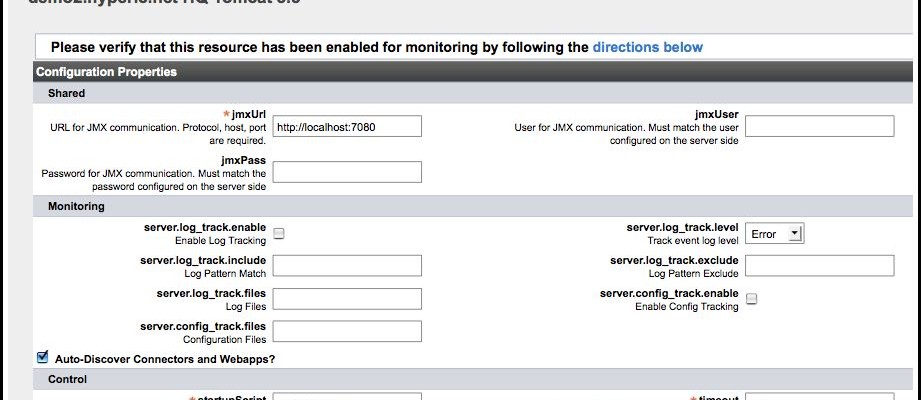 Please verify that this resource has been enabled for monitoring by following the directions below
Configuration Properties
Shared
* jmxUrl
URL for JMX communication. Protocol, host, port
are required.
http://localhost:7080
jmxUser
User for JMX communication. Must match the user
configured on the server side
jmxPass
Password for JMX communication. Must match the
password configured on the server side
Monitoring
server.log_track.enable
Enable Log Tracking
server.log_track.level
Track event log level
Error
server.log_track.include
Log Pattern Match
server.log_track.exclude
Log Pattern Exclude
server.log_track.files
Log Files
server.config_track.enable
Enable Config Tracking
server.config_track.files
Configuration Files
Auto-Discover Connectors and Webapps?
Control
* startupScript
* timeout